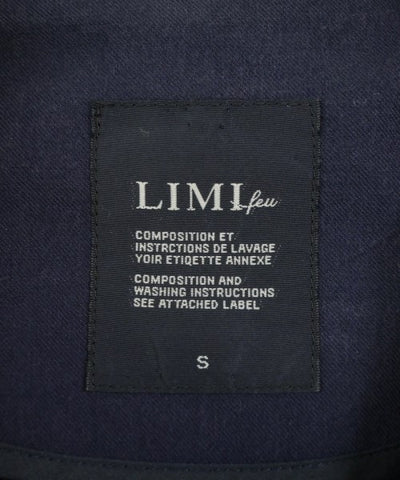 LIMI feu
COMPOSITION ET
INSTRCTIONS DE LAVAGE
YOIR ETIQETTE ANNEXE
COMPOSITION AND
WASHING INSTRUCTIONS
SEE ATTACHED LABEL
S